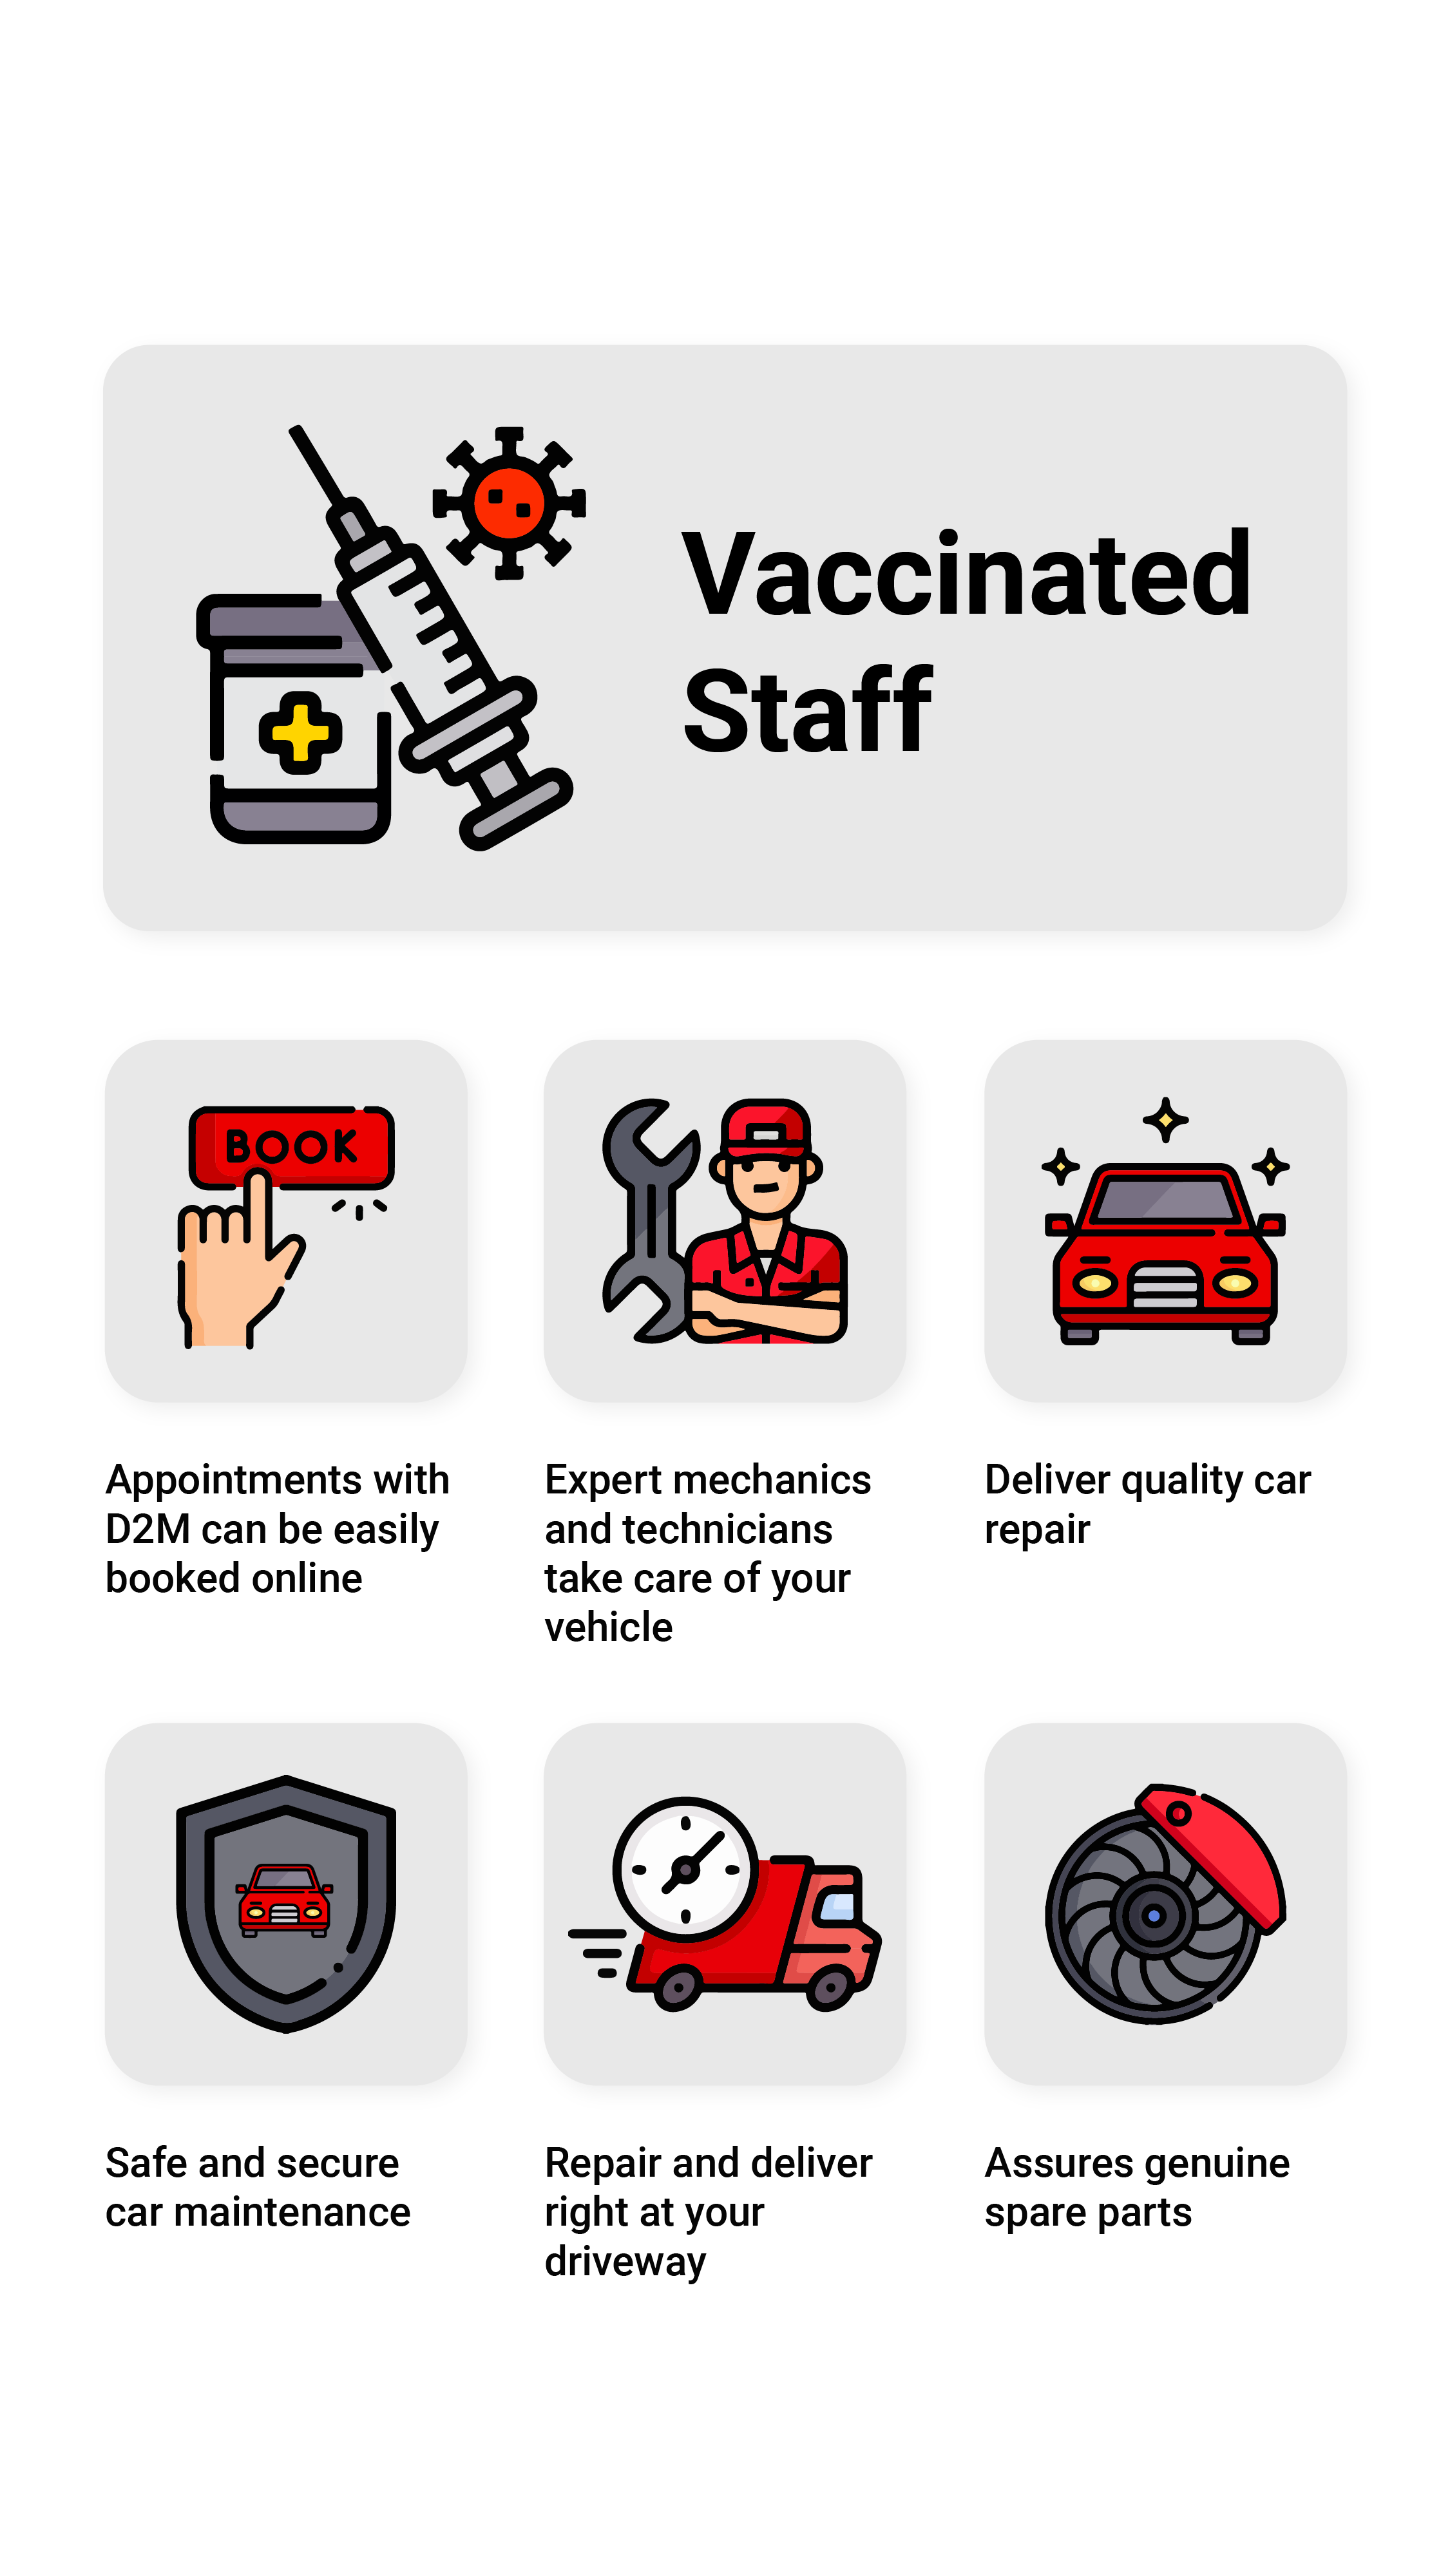 Vaccinated
Staff
BOOK
Appointments with
D2M can be easily
booked online
Expert mechanics
and technicians
take care of your
vehicle
Deliver quality car
repair
Safe and secure
car maintenance
Repair and deliver
right at your
driveway
Assures genuine
spare parts